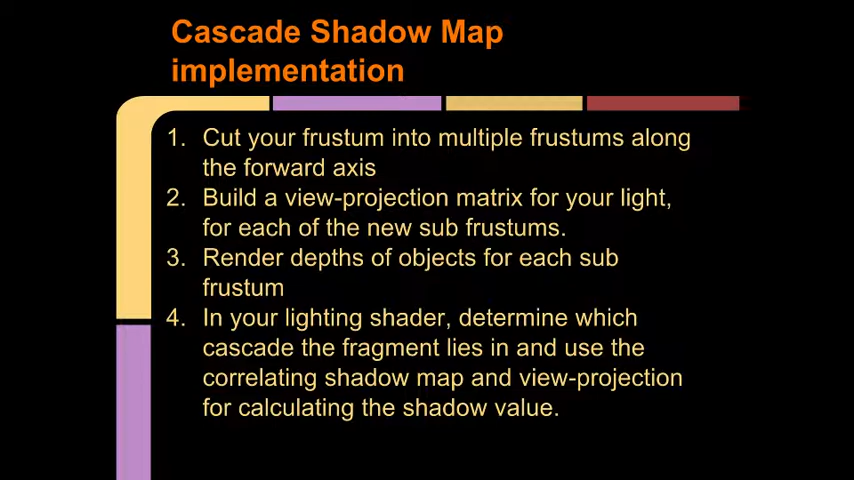 Cascade Shadow Map
implementation
1. Cut your frustum into multiple frustums along
the forward axis
2. Build a view-projection matrix for your light,
for each of the new sub frustums.
3. Render depths of objects for each sub
frustum
4. In your lighting shader, determine which
cascade the fragment lies in and use the
correlating shadow map and view-projection
for calculating the shadow value.